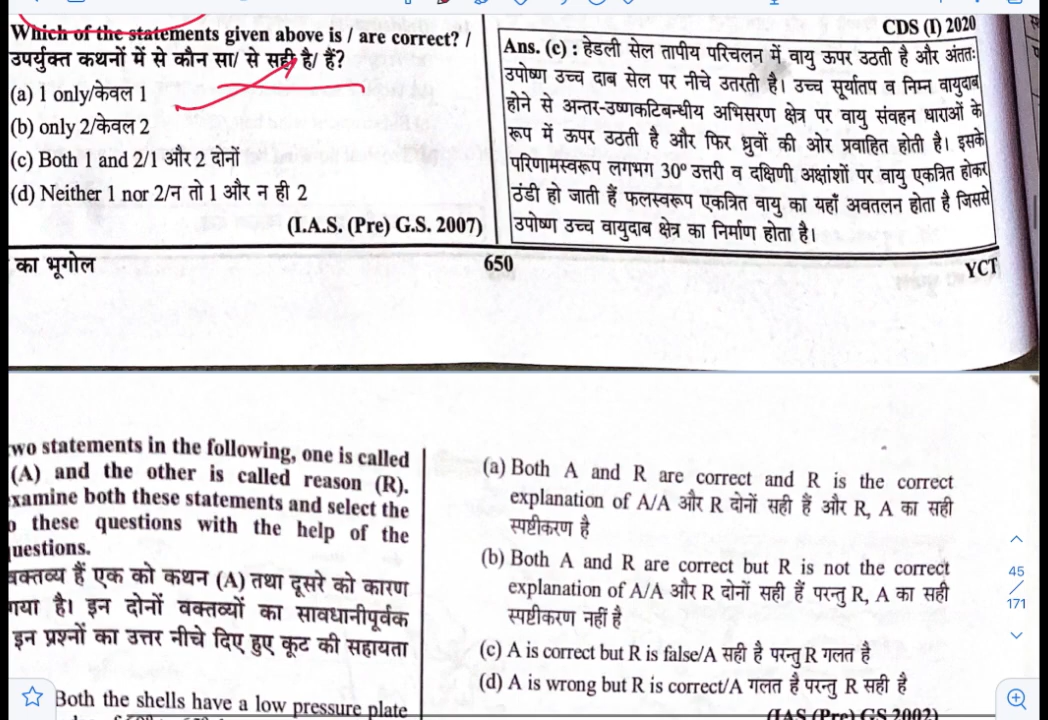 Which of the statements given above is / are correct? /
उपर्युक्त कथनों में से कौन सा/ से सही है/ हैं?
(a) 1 only/केवल 1
(b) only 2/केवल 2
(c) Both 1 and 2/1 और 2 दोनों
(d) Neither 1 nor 2/न तो 1 और न ही 2
(I.A.S. (Pre) G.S. 2007)
CDS (I) 2020
Ans. (c) : हेडली सेल तापीय परिचलन में, वायु ऊपर उठती है और अंततः
उपोष्ण उच्च दाब सेल पर नीचे उतरती है। उच्च सूर्यातप व निम्न वायुदाब
होने से अन्तर-उष्णकटिबन्धीय अभिसरण क्षेत्र पर वायु संवहन धाराओं के
रूप में ऊपर उठती है और फिर ध्रुवों की ओर प्रवाहित होती है। इसके
परिणामस्वरूप लगभग 30º उत्तरी व दक्षिणी अक्षांशों पर वायु एकत्रित होकर
ठंडी हो जाती हैं फलस्वरूप एकत्रित वायु का यहाँ अवतलन होता है जिससे
उपोष्ण उच्च वायुदाब क्षेत्र का निर्माण होता है।
का भूगोल
650
YCT
two statements in the following, one is called
(A) and the other is called reason (R).
examine both these statements and select the
these questions with the help of the
questions.
वक्तव्य हैं एक को कथन (A) तथा दूसरे को कारण
गया है। इन दोनों वक्तव्यों का सावधानीपूर्वक
इन प्रश्नों का उत्तर नीचे दिए हुए कूट की सहायता
Both the shells have a low pressure plate
(a) Both A and R are correct and R is the correct
explanation of A/A और R दोनों सही हैं और R, A का सही
स्पष्टीकरण है
(b) Both A and R are correct but R is not the correct
explanation of A/A और R दोनों सही हैं परन्तु R, A का सही
स्पष्टीकरण नहीं है
(c) A is correct but R is false/A सही है परन्तु R गलत है
(d) A is wrong but R is correct/A गलत है परन्तु R सही है
(IAS (Pre) GS 2002)
45
171